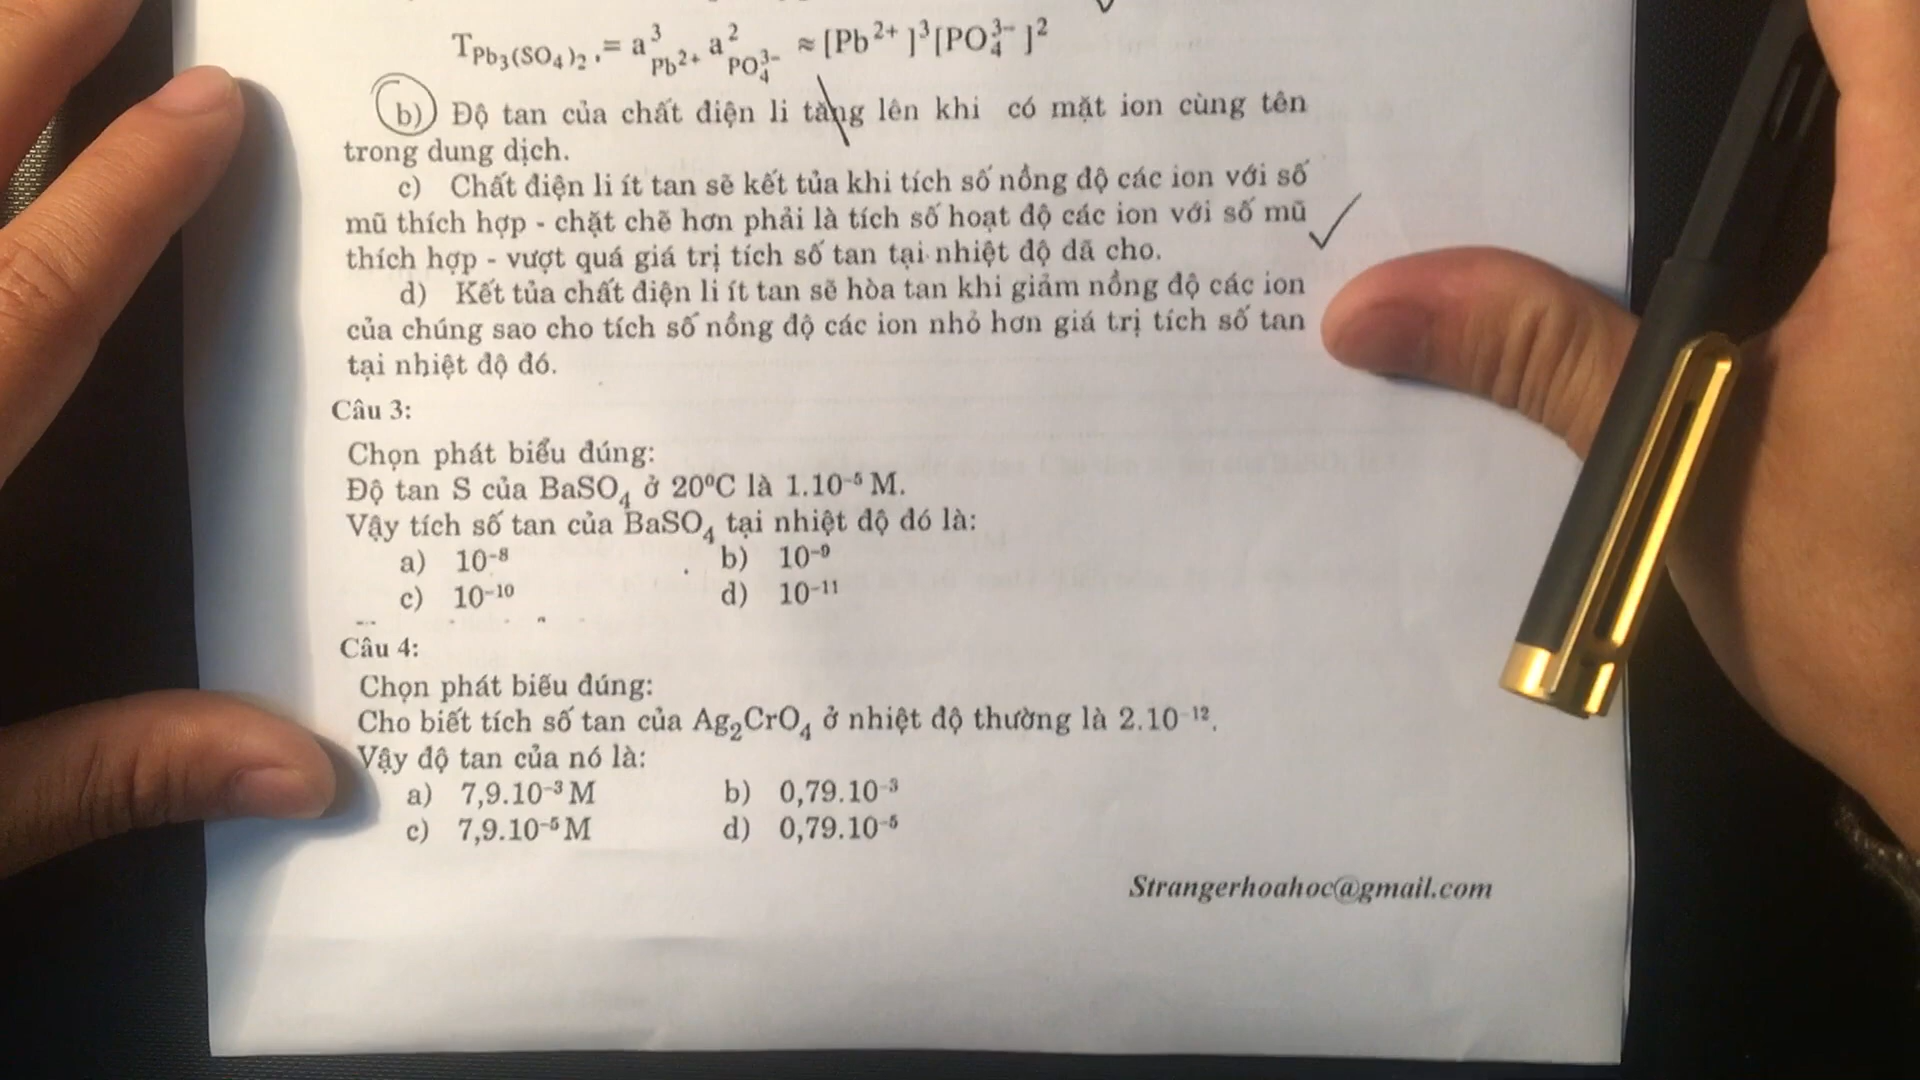 T_Pb₃(SO₄)₂ . = a³_Pb²⁺ a²_PO₄³⁻ ≈ [Pb²⁺]³[PO₄³⁻]²
b) Độ tan của chất điện li tăng lên khi có mặt ion cùng tên
trong dung dịch.
c) Chất điện li ít tan sẽ kết tủa khi tích số nồng độ các ion với số
mũ thích hợp - chặt chẽ hơn phải là tích số hoạt độ các ion với số mũ
thích hợp - vượt quá giá trị tích số tan tại nhiệt độ dã cho.
d) Kết tủa chất điện li ít tan sẽ hòa tan khi giảm nồng độ các ion
của chúng sao cho tích số nồng độ các ion nhỏ hơn giá trị tích số tan
tại nhiệt độ đó.
Câu 3:
Chọn phát biểu đúng:
Độ tan S của BaSO₄ ở 20⁰C là 1.10⁻⁵ M.
Vậy tích số tan của BaSO₄ tại nhiệt độ đó là:
a) 10⁻⁸ b) 10⁻⁹
c) 10⁻¹⁰ d) 10⁻¹¹
Câu 4:
Chọn phát biểu đúng:
Cho biết tích số tan của Ag₂CrO₄ ở nhiệt độ thường là 2.10⁻¹².
Vậy độ tan của nó là:
a) 7,9.10⁻³ M b) 0,79.10⁻³
c) 7,9.10⁻⁵ M d) 0,79.10⁻⁵
Strangerhoahoc@gmail.com